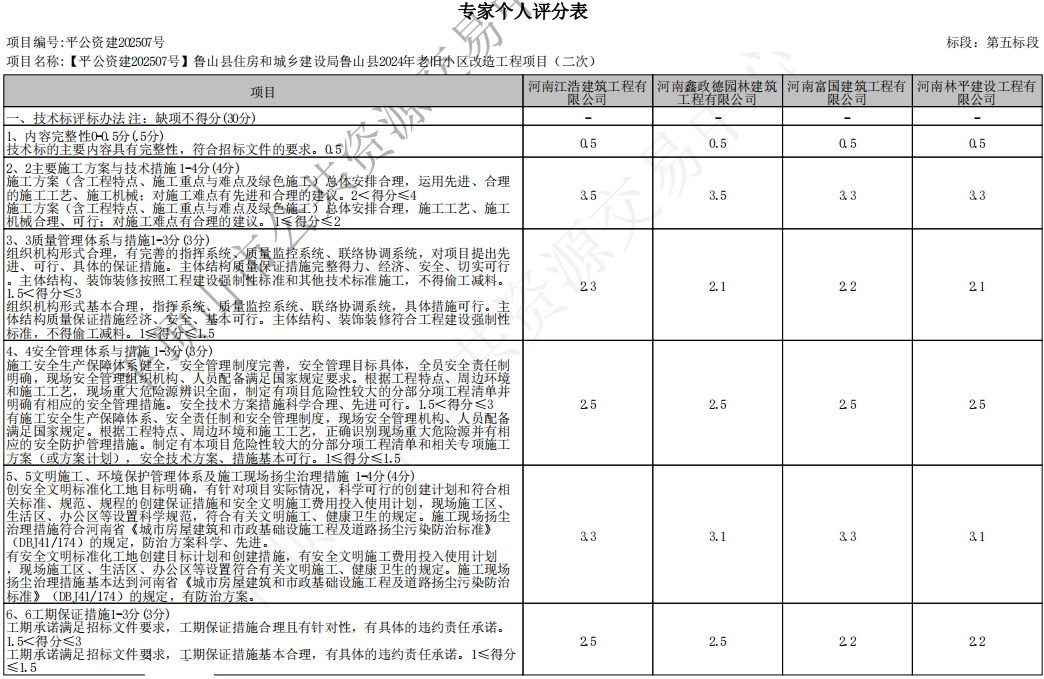 专家个人评分表
项目编号:平公资建202507号
标段: 第五标段
项目名称:【平公资建202507号】鲁山县住房和城乡建设局鲁山县2024年老旧小区改造工程项目（二次）
项目
河南江浩建筑工程有
限公司
河南鑫政德园林建筑
工程有限公司
河南富国建筑工程有
限公司
河南林平建设工程有
限公司
一、技术标评标办法 注: 缺项不得分(30分)
-
-
-
-
1、内容完整性0-0.5分(.5分)
技术标的主要内容具有完整性，符合招标文件的要求。0.5
0.5
0.5
0.5
0.5
2、2主要施工方案与技术措施 1-4分(4分)
施工方案（含工程特点、施工重点与难点及绿色施工）总体安排合理，运用先进、合理
的施工工艺、施工机械；对施工难点有先进和合理的建议。2＜得分≤4
施工方案（含工程特点、施工重点与难点及绿色施工）总体安排合理，施工工艺、施工
机械合理、可行；对施工难点有合理的建议。1≤得分≤2
3.5
3.5
3.3
3.3
3、3质量管理体系与措施1-3分(3分)
组织机构形式合理，有完善的指挥系统、质量监控系统、联络协调系统，对项目提出先
进、可行、具体的保证措施。主体结构质量保证措施完整得力、经济、安全、切实可行
。主体结构、装饰装修按照工程建设强制性标准和其他技术标准施工，不得偷工减料。
1.5＜得分≤3
组织机构形式基本合理，指挥系统、质量监控系统、联络协调系统，具体措施可行。主
体结构质量保证措施经济、安全、基本可行。主体结构、装饰装修符合工程建设强制性
标准，不得偷工减料。1≤得分≤1.5
2.3
2.1
2.2
2.1
4、4安全管理体系与措施 1-3分(3分)
施工安全生产保障体系健全，安全管理制度完善，安全管理目标具体，全员安全责任制
明确，现场安全管理组织机构、人员配备满足国家规定要求。根据工程特点、周边环境
和施工工艺，现场重大危险源辨识全面，制定有项目危险性较大的分部分项工程清单并
明确有相应的安全管理措施。安全技术方案措施科学合理、先进可行。1.5＜得分≤3
有施工安全生产保障体系、安全责任制和安全管理制度，现场安全管理机构、人员配备
满足国家规定。根据工程特点、周边环境和施工工艺，正确识别现场重大危险源并有相
应的安全防护管理措施。制定有本项目危险性较大的分部分项工程清单和相关专项施工
方案（或方案计划），安全技术方案、措施基本可行。1≤得分≤1.5
2.5
2.5
2.5
2.5
5、5文明施工、环境保护管理体系及施工现场扬尘治理措施 1-4分(4分)
创安全文明标准化工地目标明确，有针对项目实际情况，科学可行的创建计划和符合相
关标准、规范、规程的创建保证措施和安全文明施工费用投入使用计划，现场施工区、
生活区、办公区等设置科学规范，符合有关文明施工、健康卫生的规定。施工现场扬尘
治理措施符合河南省《城市房屋建筑和市政基础设施工程及道路扬尘污染防治标准》
（DBJ41/174）的规定，防治方案科学、先进。
有安全文明标准化工地创建目标计划和创建措施，有安全文明施工费用投入使用计划
，现场施工区、生活区、办公区等设置符合有关文明施工、健康卫生的规定。施工现场
扬尘治理措施基本达到河南省《城市房屋建筑和市政基础设施工程及道路扬尘污染防治
标准》（DBJ41/174）的规定，有防治方案。
3.3
3.1
3.3
3.1
6、6工期保证措施1-3分(3分)
工期承诺满足招标文件要求，工期保证措施合理且有针对性，有具体的违约责任承诺。
1.5＜得分≤3
工期承诺满足招标文件要求，工期保证措施基本合理，有具体的违约责任承诺。1≤得分
≤1.5
2.5
2.5
2.2
2.2